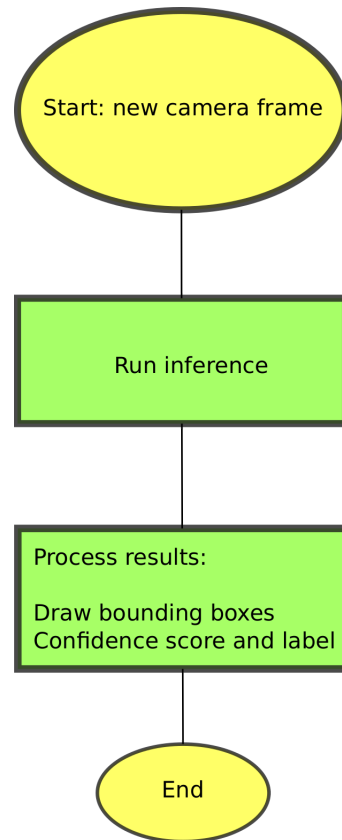 Start: new camera frame
Run inference
Process results:
Draw bounding boxes
Confidence score and label
End